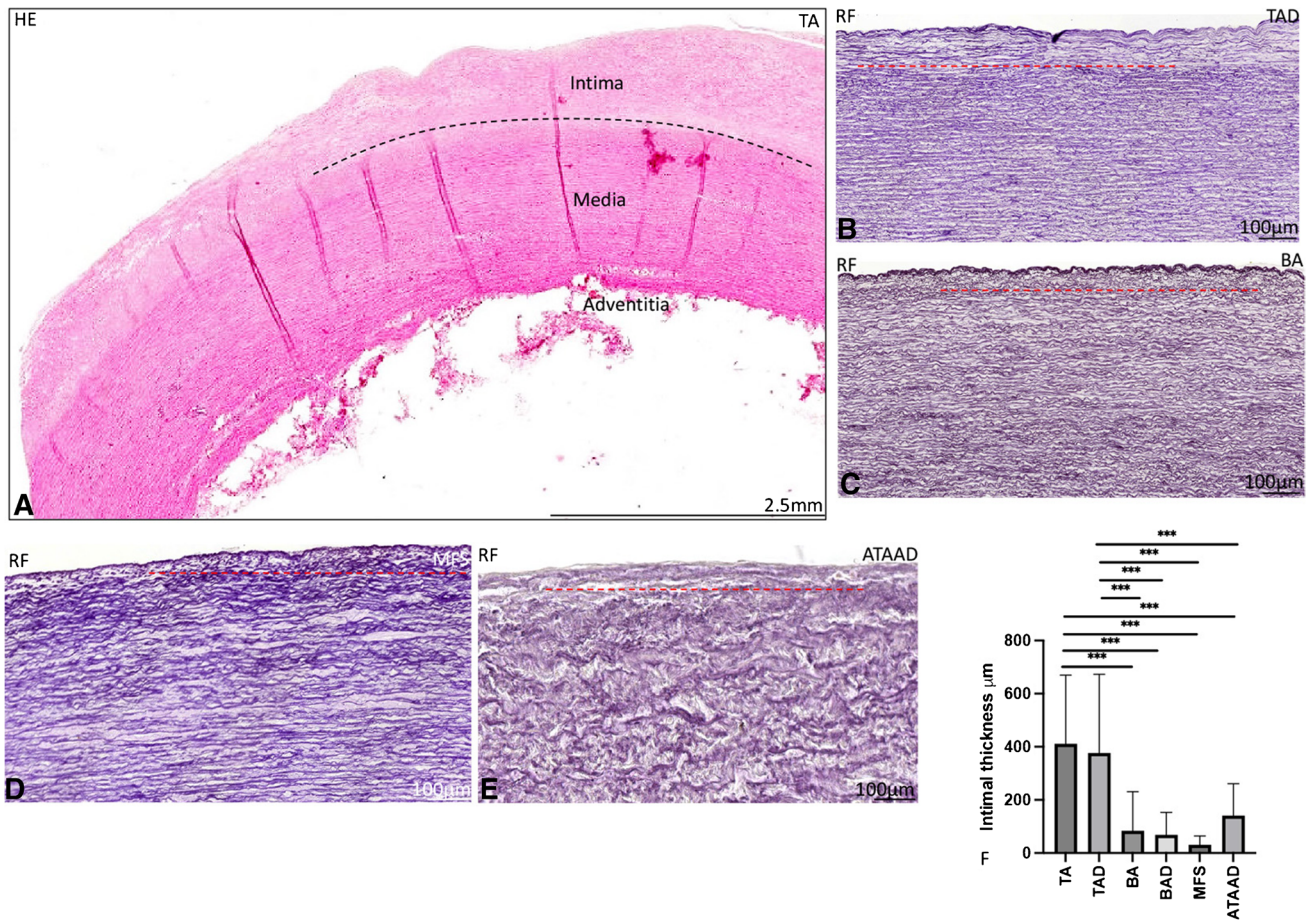 HE
TA
Intima
Media
Adventitia
A
2.5mm
RF
TAD
B
100μm
RF
BA
C
100μm
RF
MFS
D
100μm
RF
ATAAD
E
100μm
***
***
***
***
***
***
***
***
Intimal thickness μm
800
600
400
200
0
F
TA
TAD
BA
BAD
MFS
ATAAD